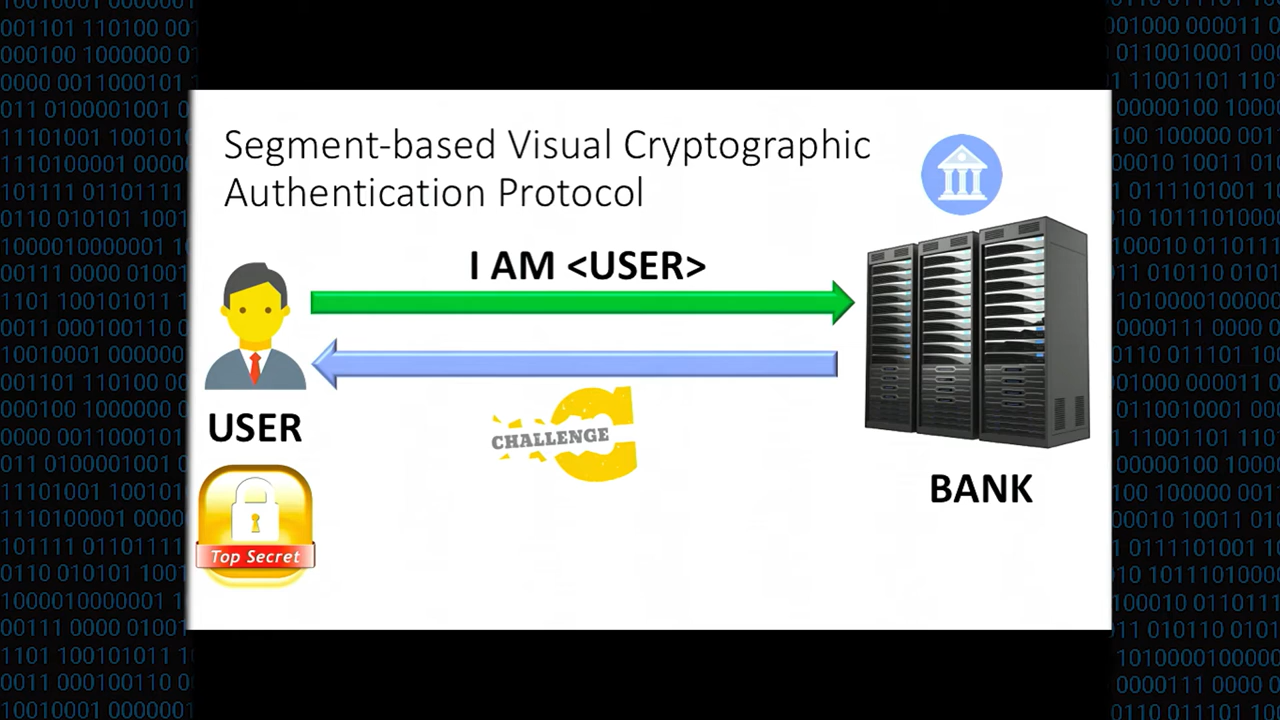 Segment-based Visual Cryptographic
Authentication Protocol
I AM <USER>
CHALLENGE
USER
BANK
Top Secret